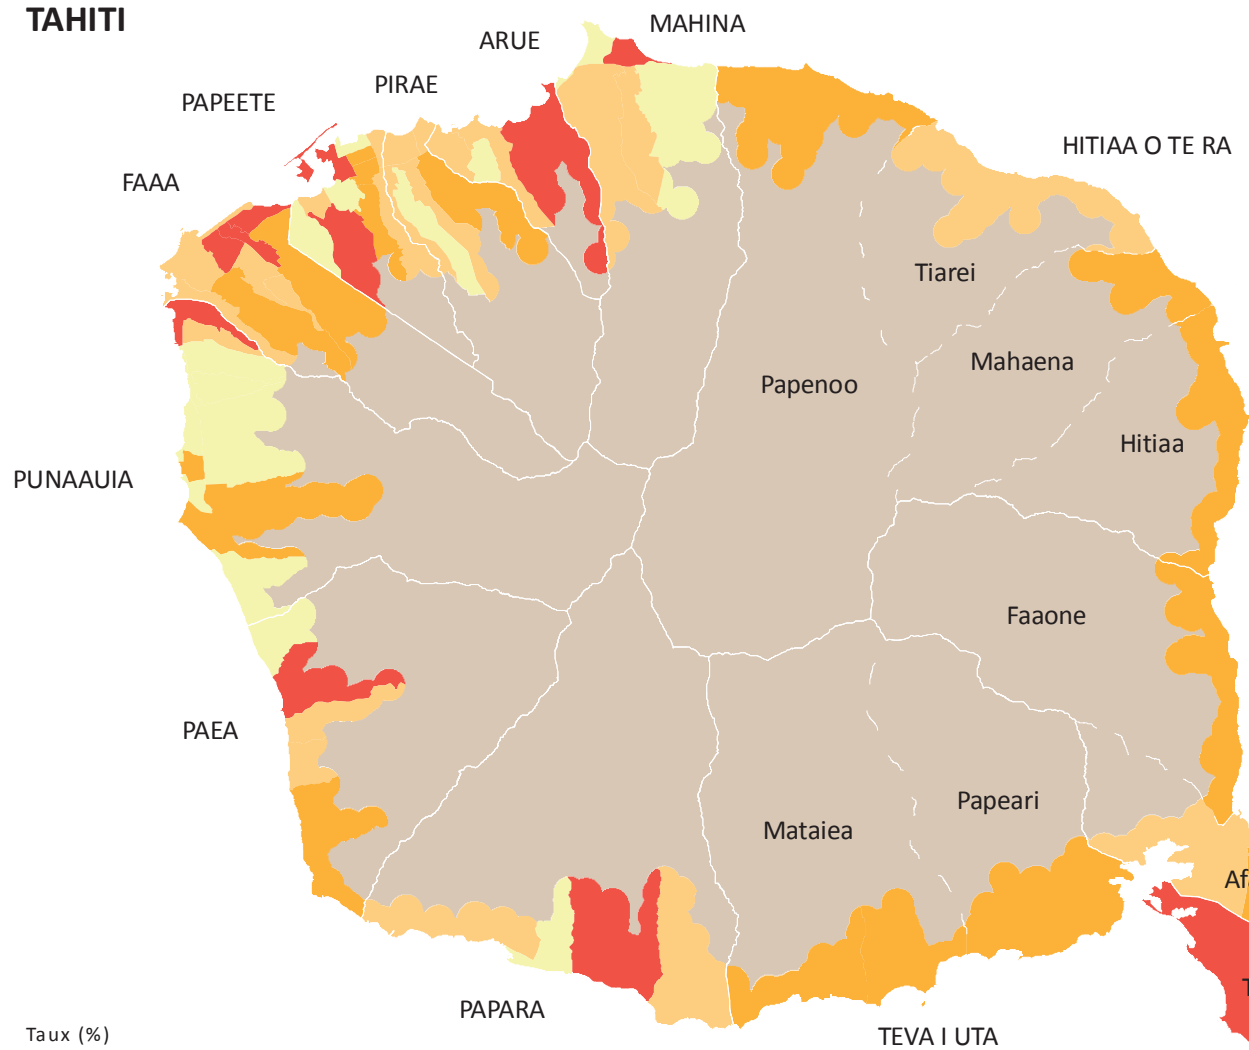 TAHITI
MAHINA
ARUE
PIRAE
PAPEETE
HITIAA O TE RA
FAAA
Tiarei
Mahaena
Papenoo
Hitiaa
PUNAAUIA
Faaone
PAEA
Papeari
Mataiea
Af
T
PAPARA
Taux (%)
TEVA I UTA